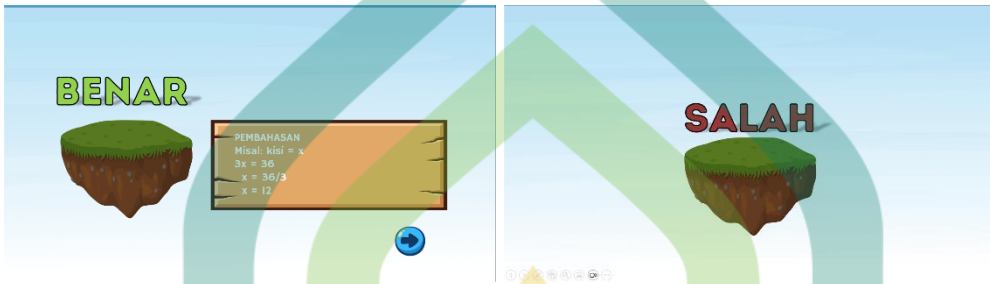 BENAR
PEMBAHASAN
Misal: kisi = x
3x = 36
x = 36/3
x = 12
SALAH